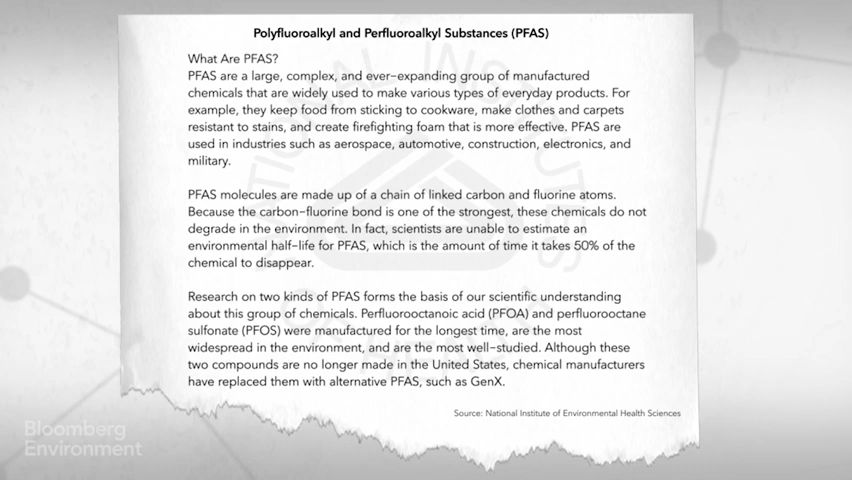 Polyfluoroalkyl and Perfluoroalkyl Substances (PFAS)
What Are PFAS?
PFAS are a large, complex, and ever-expanding group of manufactured
chemicals that are widely used to make various types of everyday products. For
example, they keep food from sticking to cookware, make clothes and carpets
resistant to stains, and create firefighting foam that is more effective. PFAS are
used in industries such as aerospace, automotive, construction, electronics, and
military.
PFAS molecules are made up of a chain of linked carbon and fluorine atoms.
Because the carbon-fluorine bond is one of the strongest, these chemicals do not
degrade in the environment. In fact, scientists are unable to estimate an
environmental half-life for PFAS, which is the amount of time it takes 50% of the
chemical to disappear.
Research on two kinds of PFAS forms the basis of our scientific understanding
about this group of chemicals. Perfluorooctanoic acid (PFOA) and perfluorooctane
sulfonate (PFOS) were manufactured for the longest time, are the most
widespread in the environment, and are the most well-studied. Although these
two compounds are no longer made in the United States, chemical manufacturers
have replaced them with alternative PFAS, such as GenX.
Source: National Institute of Environmental Health Sciences
Bloomberg
Environment
NATIONAL INSTITUTES
OF HEALTH